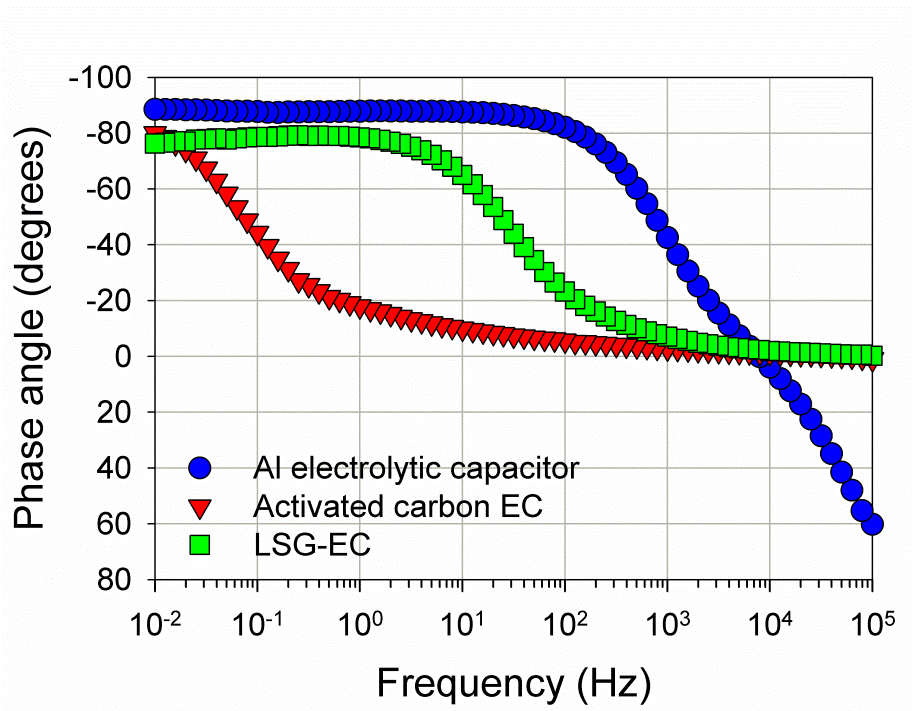 Phase angle (degrees)
-100
-80
-60
-40
-20
0
20
40
60
80
Al electrolytic capacitor
Activated carbon EC
LSG-EC
10⁻² 10⁻¹ 10⁰ 10¹ 10² 10³ 10⁴ 10⁵
Frequency (Hz)